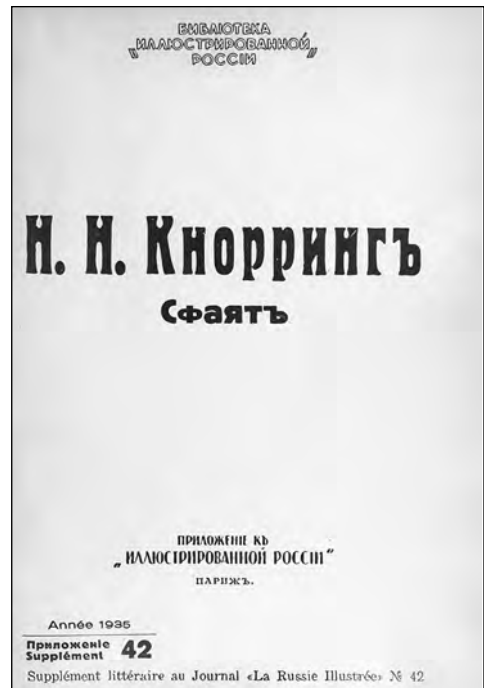 БИБЛІОТЕКА
„ИЛЛЮСТРИРОВАННОЙ
РОССІИ"
Н. Н. Кноррингъ
Сфаятъ
ПРИЛОЖЕНІЕ КЪ
„ИЛЛЮСТРИРОВАННОЙ РОССІИ"
ПАРИЖЪ.
Année 1935
Приложеніе
Supplément 42
Supplément littéraire au Journal «La Russie Illustrée» № 42